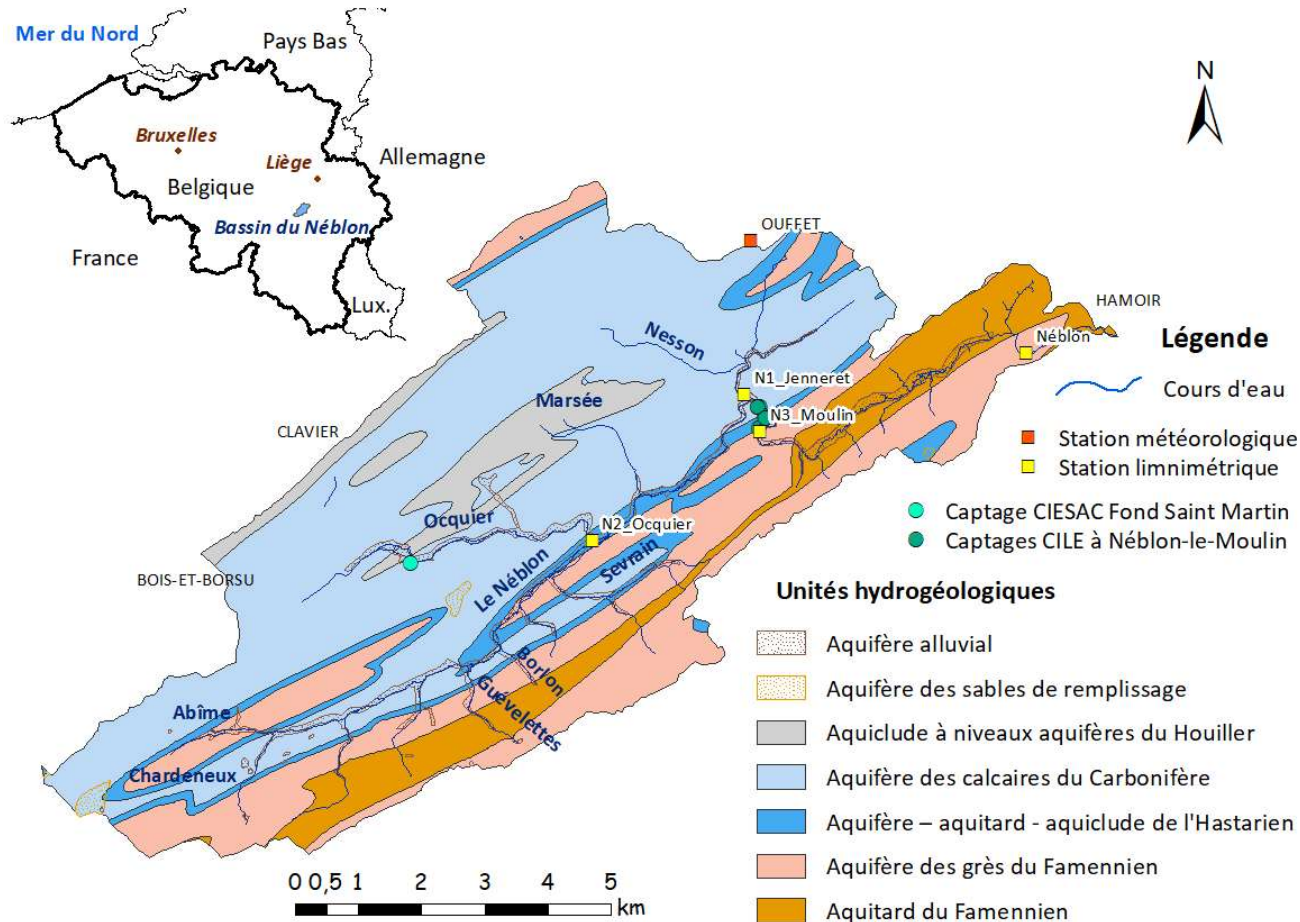 Mer du Nord
Pays Bas
Bruxelles
Liège
Allemagne
Belgique
Bassin du Néblon
France
Lux.
N
OUFFET
HAMOIR
Néblon
Nesson
N1_Jenneret
Marsée
N3_Moulin
CLAVIER
Ocquier
N2_Ocquier
BOIS-ET-BORSU
Le Néblon
Sevrain
Borlon
Guévelettes
Abîme
Chardeneux
0 0,5 1 2 3 4 5
km
Légende
Cours d'eau
Station météorologique
Station limnimétrique
Captage CIESAC Fond Saint Martin
Captages CILE à Néblon-le-Moulin
Unités hydrogéologiques
Aquifère alluvial
Aquifère des sables de remplissage
Aquiclude à niveaux aquifères du Houiller
Aquifère des calcaires du Carbonifère
Aquifère – aquitard - aquiclude de l'Hastarien
Aquifère des grès du Famennien
Aquitard du Famennien